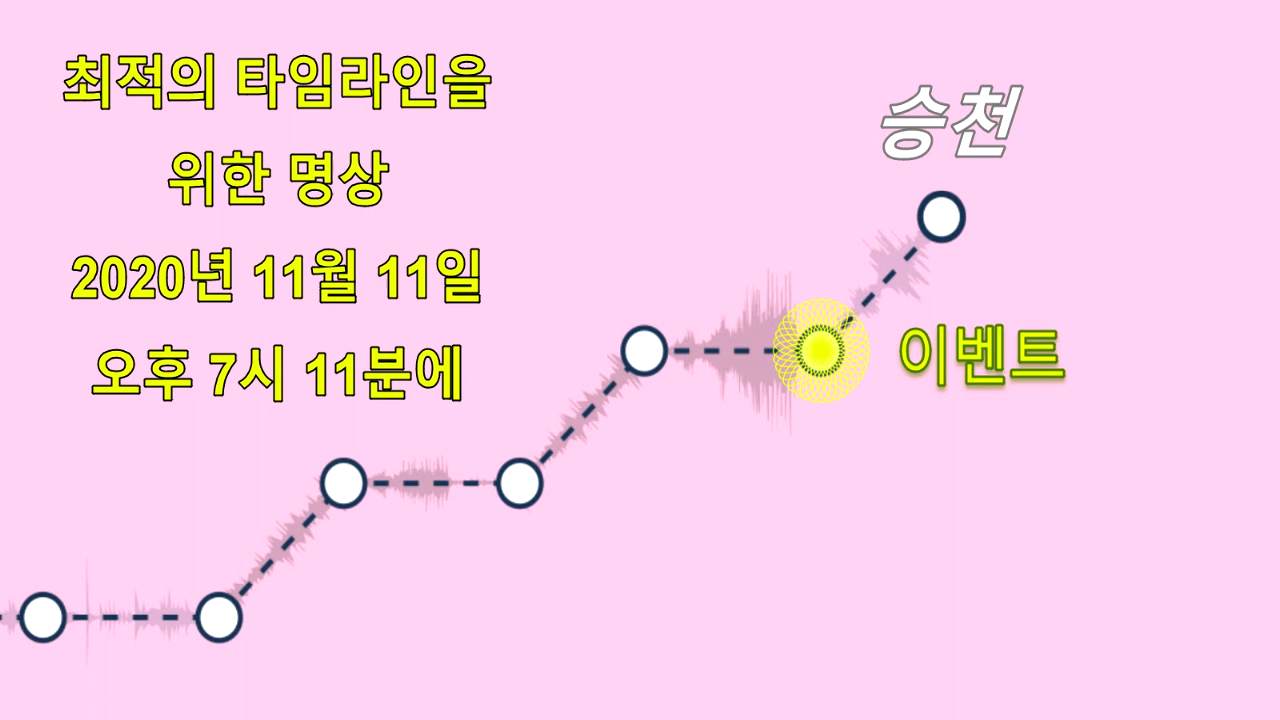 최적의 타임라인을
위한 명상
2020년 11월 11일
오후 7시 11분에
승천
이벤트